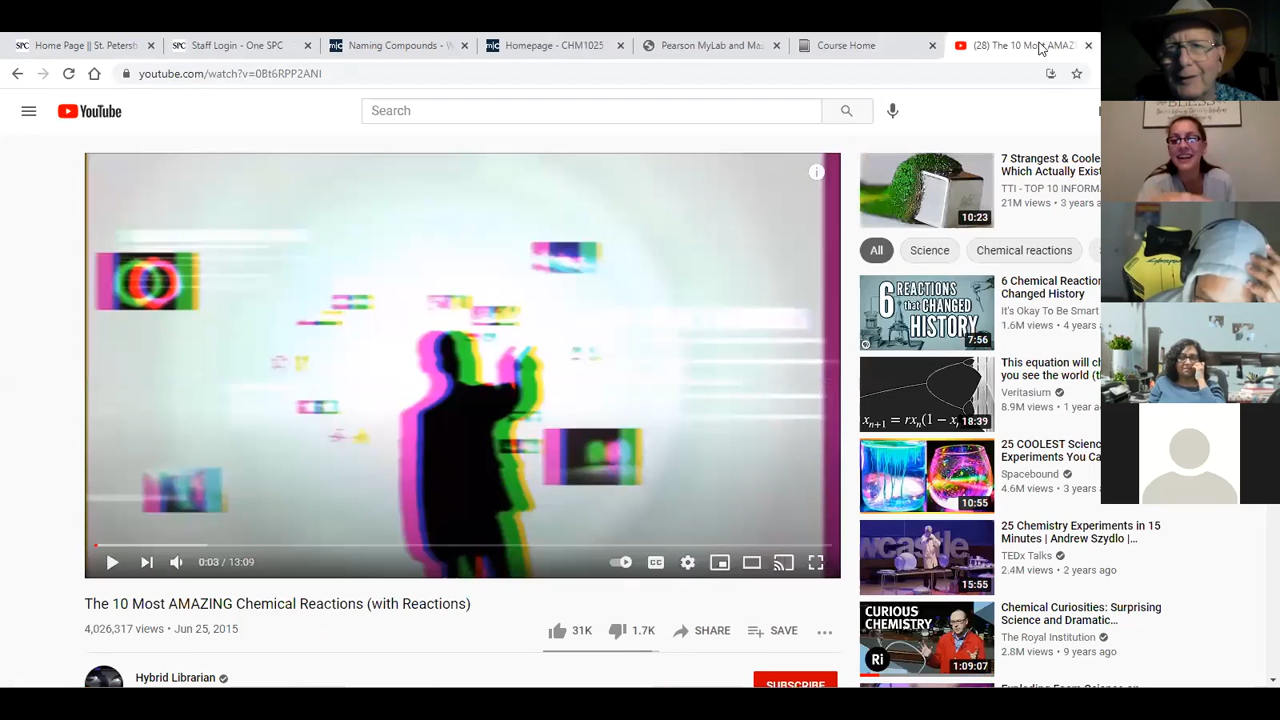 Home Page || St. Petersb
Staff Login - One SPC
Naming Compounds - V
Homepage - CHM1025
Pearson MyLab and Mas
Course Home
(28) The 10 Most AMAZ
youtube.com/watch?v=0Bt6RPP2ANI
YouTube
Search
7 Strangest & Coole
Which Actually Exist
TTI - TOP 10 INFORMA
21M views • 3 years a
10:23
All
Science
Chemical reactions
6 REACTIONS that CHANGED HISTORY
7:56
6 Chemical Reaction
Changed History
It's Okay To Be Smart
1.6M views • 4 years
This equation will ch
you see the world (t
Veritasium
8.9M views • 1 year a
18:39
25 COOLEST Scienc
Experiments You Ca
Spacebound
4.6M views • 3 years
10:55
25 Chemistry Experiments in 15
Minutes | Andrew Szydlo |...
TEDx Talks
2.4M views • 2 years ago
15:55
CURIOUS
CHEMISTRY
Ri
1:09:07
Chemical Curiosities: Surprising
Science and Dramatic...
The Royal Institution
2.8M views • 9 years ago
0:03 / 13:09
CC
The 10 Most AMAZING Chemical Reactions (with Reactions)
4,026,317 views • Jun 25, 2015
31K
1.7K
SHARE
SAVE
Hybrid Librarian
SUBSCRIBE